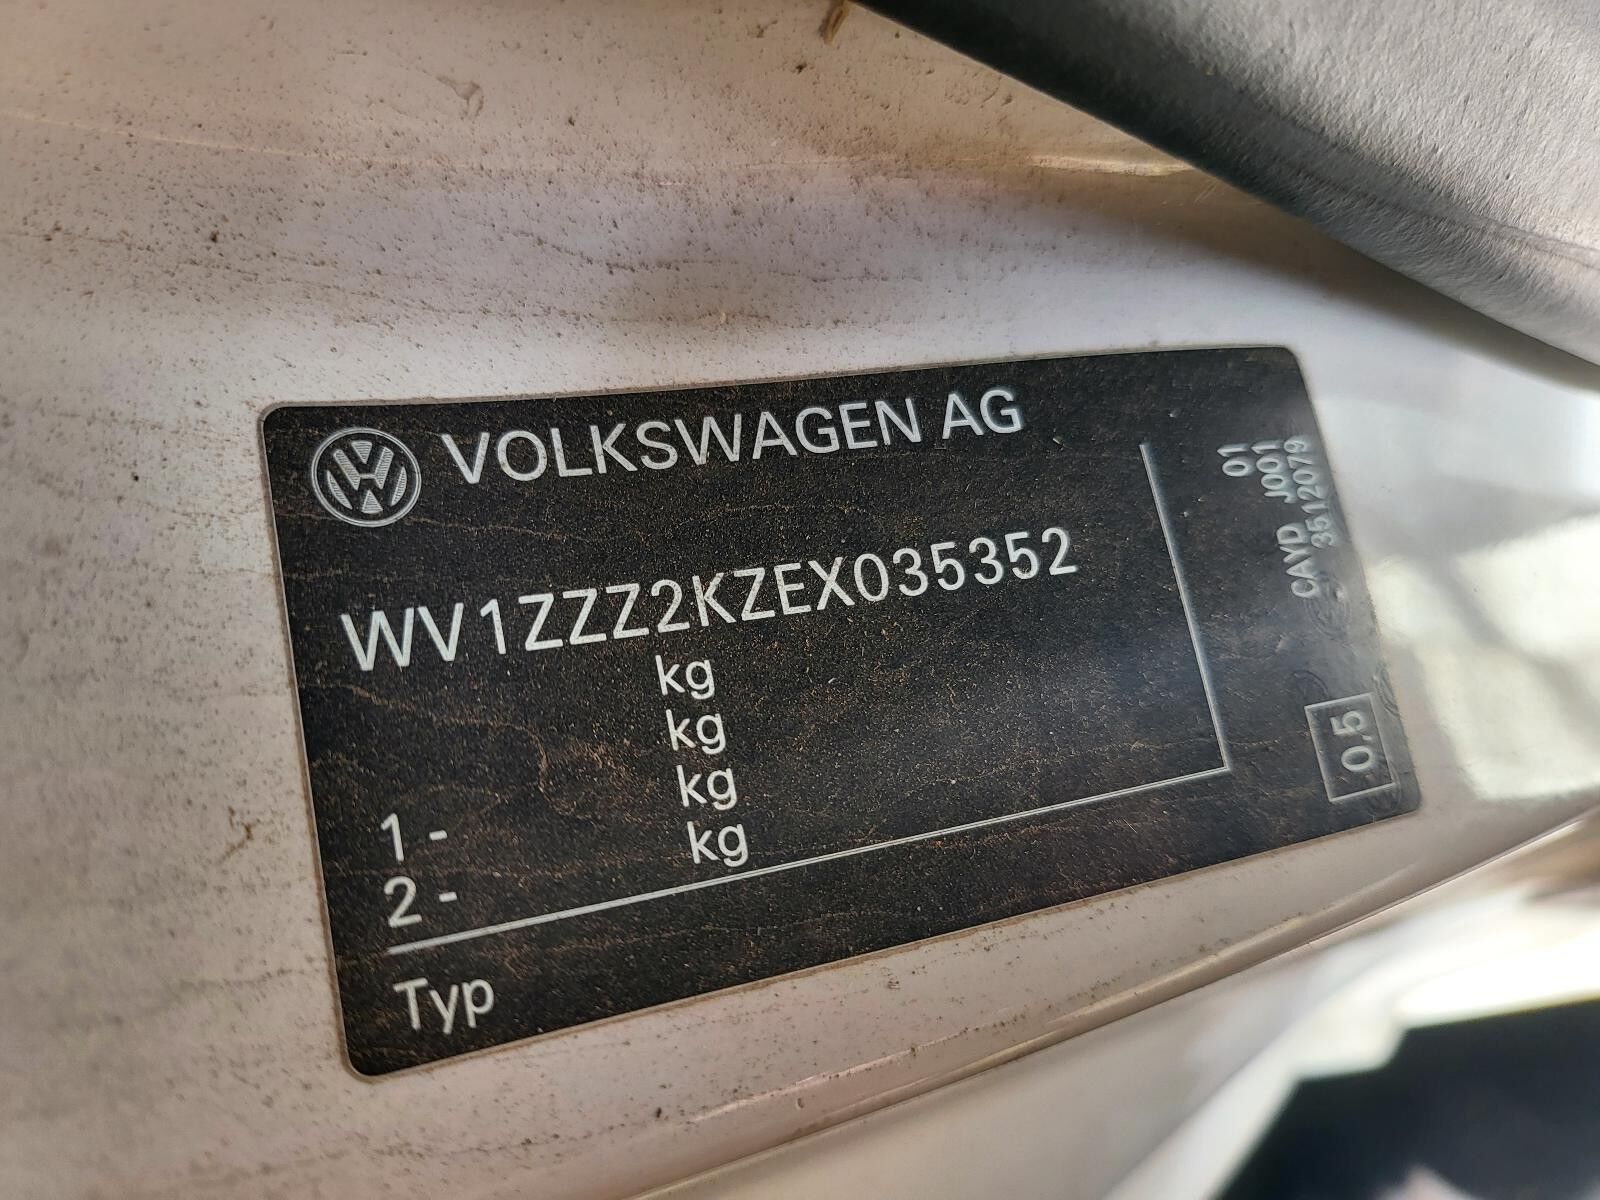 VOLKSWAGEN AG
WV1ZZZ2KZEX035352
kg
kg
1 - kg
2 - kg
Typ
01
CAYD J001
3512079
0.5